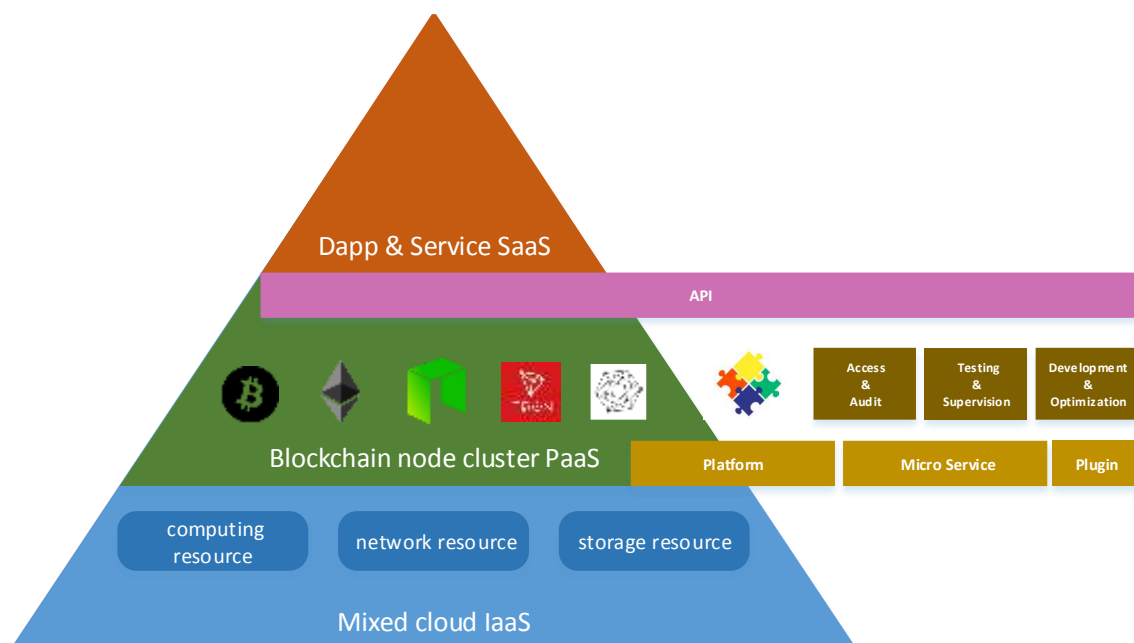 Dapp & Service SaaS
API
TRON
Access
&
Audit
Testing
&
Supervision
Development
&
Optimization
Blockchain node cluster PaaS
Platform
Micro Service
Plugin
computing
resource
network resource
storage resource
Mixed cloud IaaS